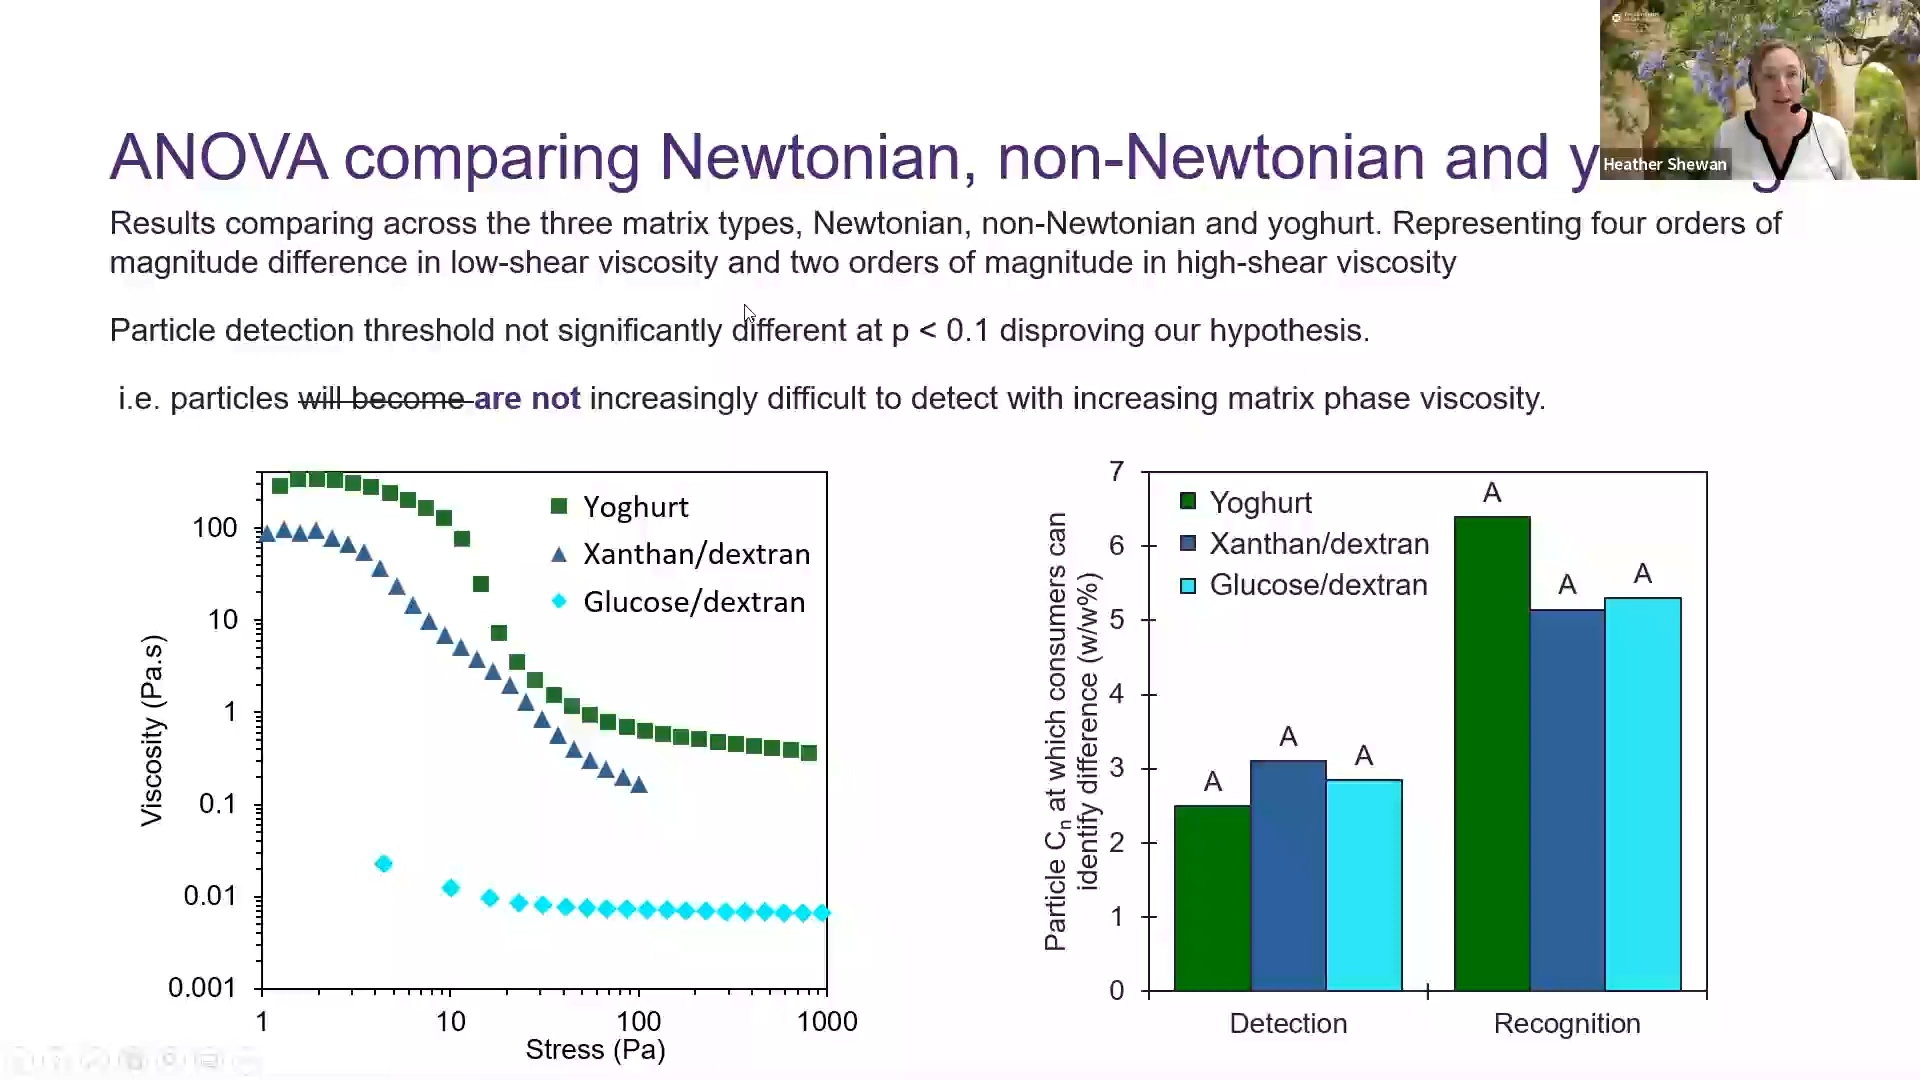 ANOVA comparing Newtonian, non-Newtonian and
Heather Shewan
Results comparing across the three matrix types, Newtonian, non-Newtonian and yoghurt. Representing four orders of
magnitude difference in low-shear viscosity and two orders of magnitude in high-shear viscosity
Particle detection threshold not significantly different at p < 0.1 disproving our hypothesis.
i.e. particles will become are not increasingly difficult to detect with increasing matrix phase viscosity.
Viscosity (Pa.s)
100
10
1
0.1
0.01
0.001
Yoghurt
Xanthan/dextran
Glucose/dextran
1 10 100 1000
Stress (Pa)
Particle Cn at which consumers can
identify difference (w/w%)
7
6
5
4
3
2
1
0
Yoghurt
Xanthan/dextran
Glucose/dextran
A A A A A A
Detection Recognition